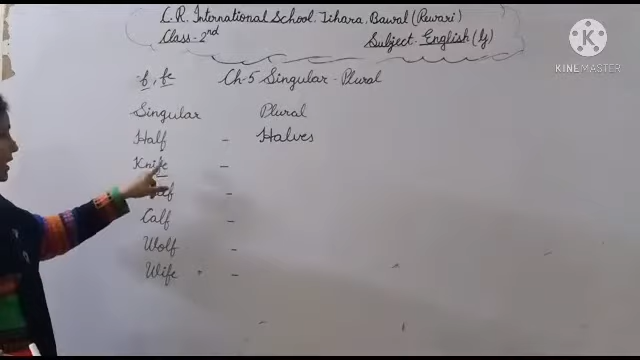 C. R. International School, Jihara, Bawal (Rewari)
Class - 2nd Subject - English (G)
f, fe Ch-5 Singular - Plural
Singular Plural
Half - Halves
Knife -
-
Calf -
Wolf -
Wife -
KINEMASTER